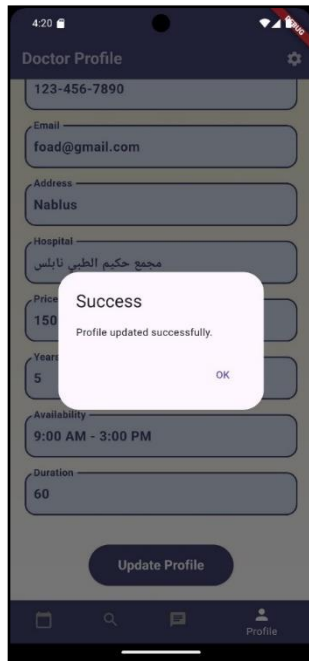 4:20
DEBUG
Doctor Profile
123-456-7890
Email
foad@gmail.com
Address
Nablus
Hospital
مجمع حكيم الطبي نابلس
Price
150
Success
Profile updated successfully.
OK
Years
5
Availability
9:00 AM - 3:00 PM
Duration
60
Update Profile
Profile